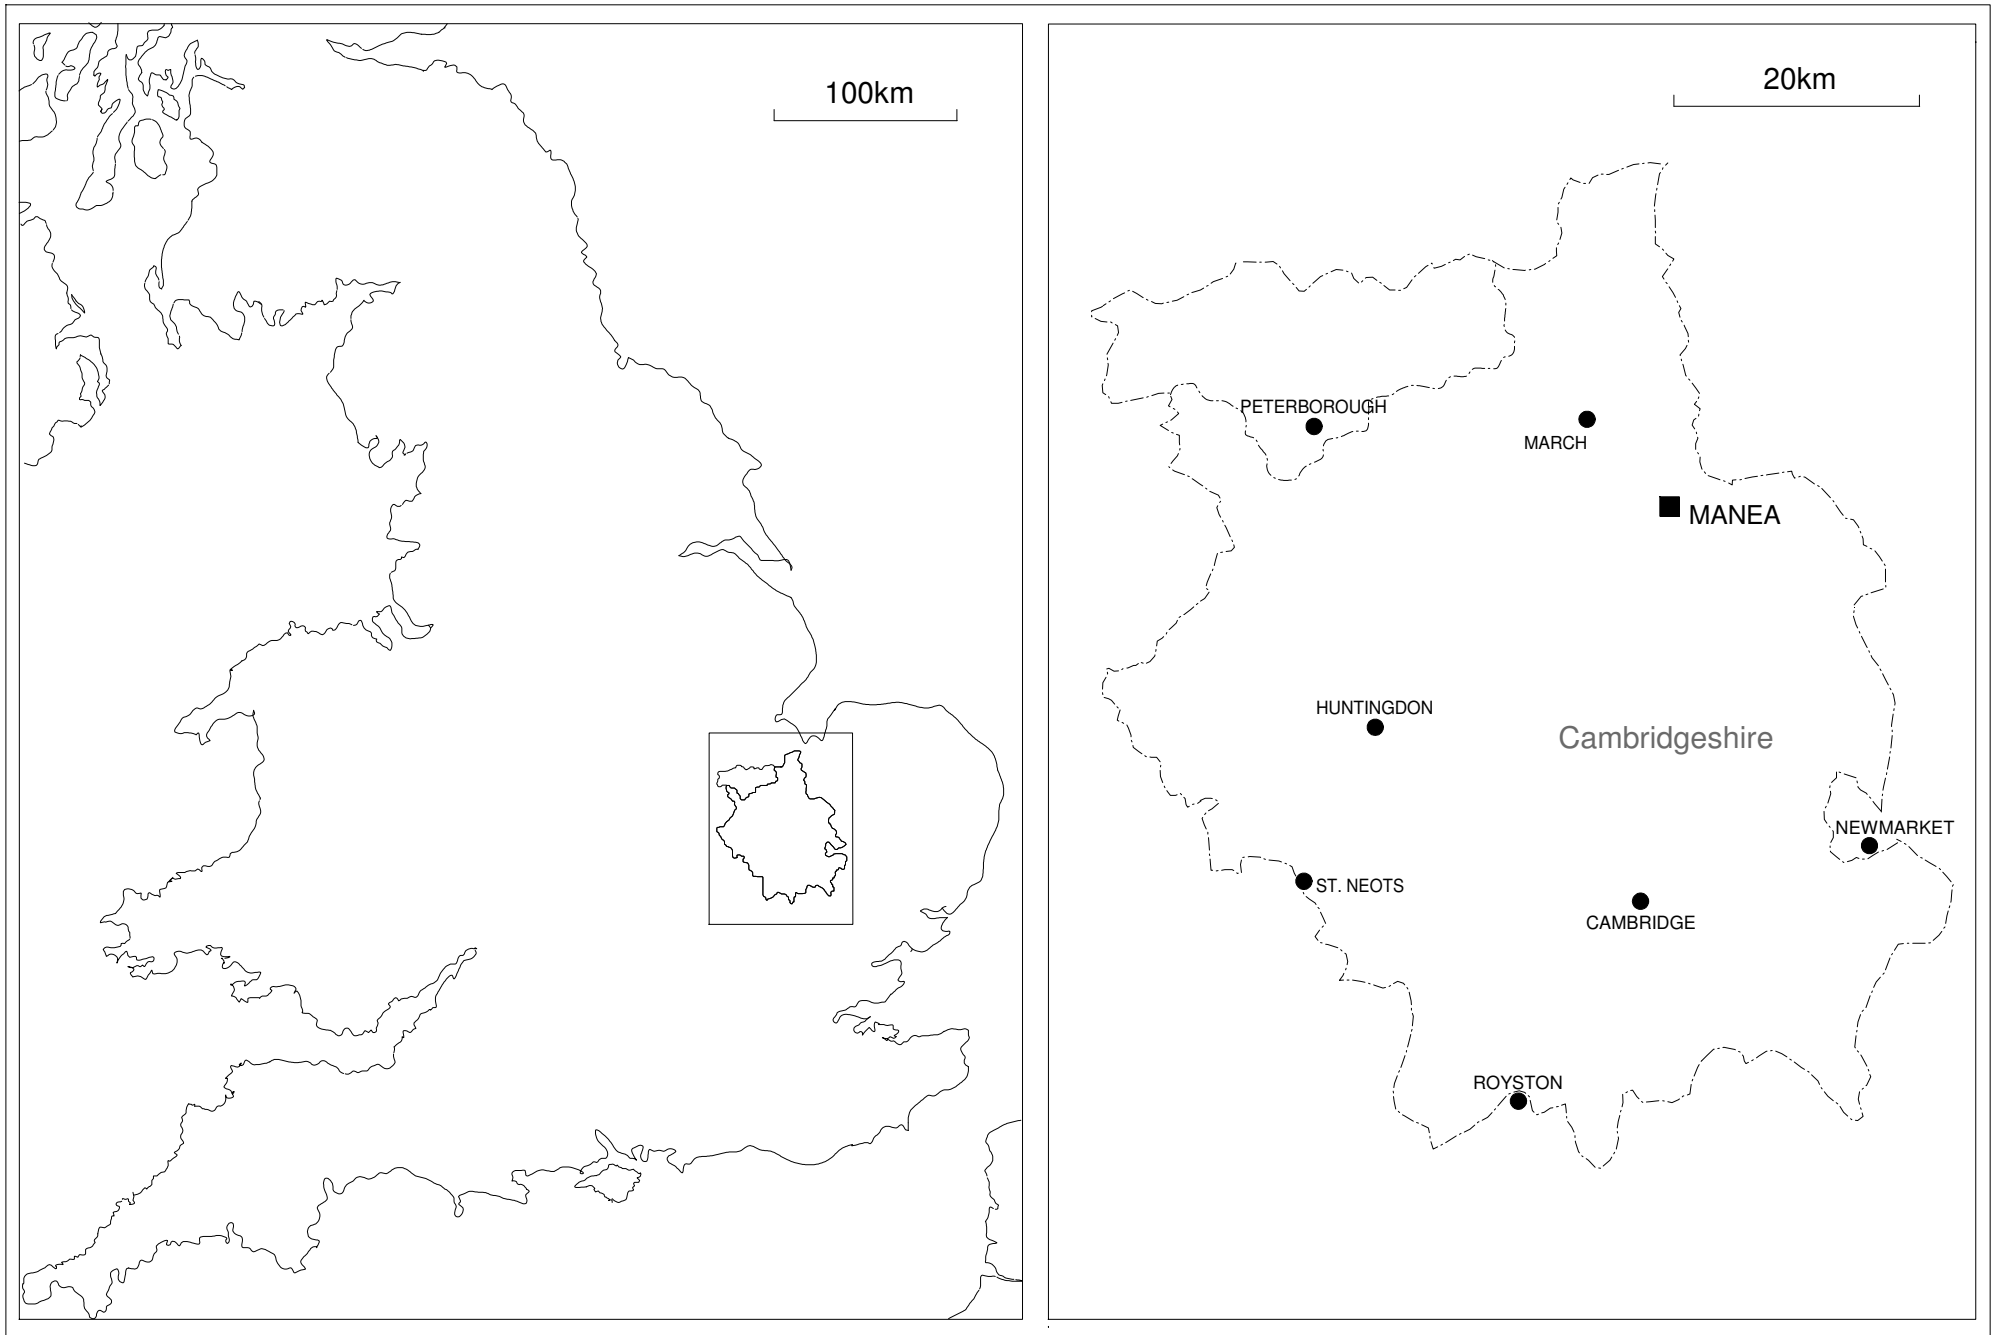 100km
20km
PETERBOROUGH
MARCH
MANEA
HUNTINGDON
Cambridgeshire
NEWMARKET
ST. NEOTS
CAMBRIDGE
ROYSTON